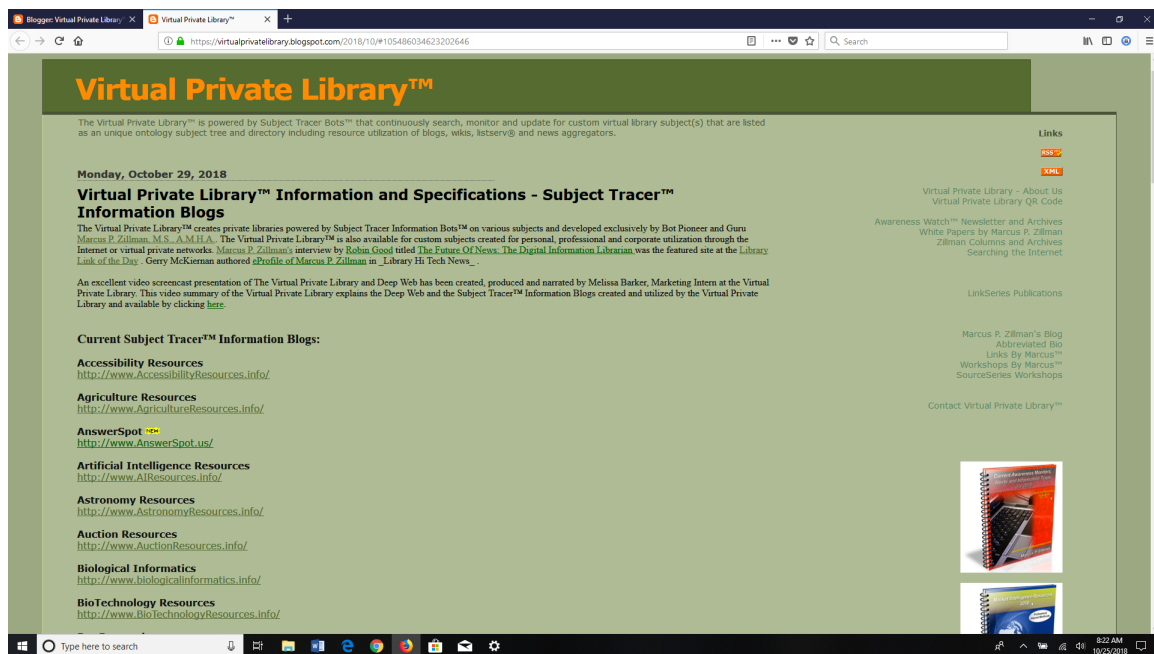 Blogger: Virtual Private Library
Virtual Private Library™
https://virtualprivatelibrary.blogspot.com/2018/10/#105486034623202646
Search
Virtual Private Library™
The Virtual Private Library™ is powered by Subject Tracer Bots™ that continuously search, monitor and update for custom virtual library subject(s) that are listed
as an unique ontology subject tree and directory including resource utilization of blogs, wikis, listserv® and news aggregators.
Monday, October 29, 2018
Virtual Private Library™ Information and Specifications - Subject Tracer™
Information Blogs
The Virtual Private Library™ creates private libraries powered by Subject Tracer Information Bots™ on various subjects and developed exclusively by Bot Pioneer and Guru
Marcus P. Zillman, M.S., A.M.H.A.. The Virtual Private Library™ is also available for custom subjects created for personal, professional and corporate utilization through the
Internet or virtual private networks. Marcus P. Zillman's interview by Robin Good titled The Future Of News: The Digital Information Librarian was the featured site at the Library
Link of the Day . Gerry McKiernan authored eProfile of Marcus P. Zillman in _Library Hi Tech News_ .
An excellent video screencast presentation of The Virtual Private Library and Deep Web has been created, produced and narrated by Melissa Barker, Marketing Intern at the Virtual
Private Library. This video summary of the Virtual Private Library explains the Deep Web and the Subject Tracer™ Information Blogs created and utilized by the Virtual Private
Library and available by clicking here.
Current Subject Tracer™ Information Blogs:
Accessibility Resources
http://www.AccessibilityResources.info/
Agriculture Resources
http://www.AgricultureResources.info/
AnswerSpot NEW
http://www.AnswerSpot.us/
Artificial Intelligence Resources
http://www.AIResources.info/
Astronomy Resources
http://www.AstronomyResources.info/
Auction Resources
http://www.AuctionResources.info/
Biological Informatics
http://www.biologicalinformatics.info/
BioTechnology Resources
http://www.BioTechnologyResources.info/
Links
RSS
XML
Virtual Private Library - About Us
Virtual Private Library QR Code
Awareness Watch™ Newsletter and Archives
White Papers by Marcus P. Zillman
Zillman Columns and Archives
Searching the Internet
LinkSeries Publications
Marcus P. Zillman's Blog
Abbreviated Bio
Links By Marcus™
Workshops By Marcus™
SourceSeries Workshops
Contact Virtual Private Library™
Type here to search
8:22 AM
10/25/2018